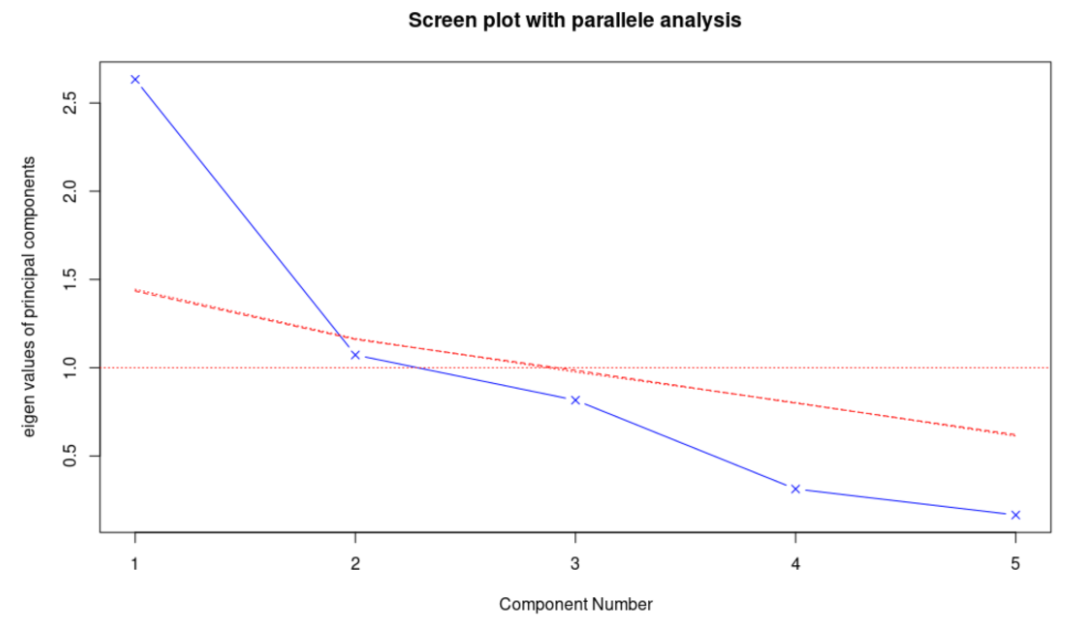 Screen plot with parallele analysis
eigen values of principal components
2.5
2.0
1.5
1.0
0.5
1 2 3 4 5
Component Number